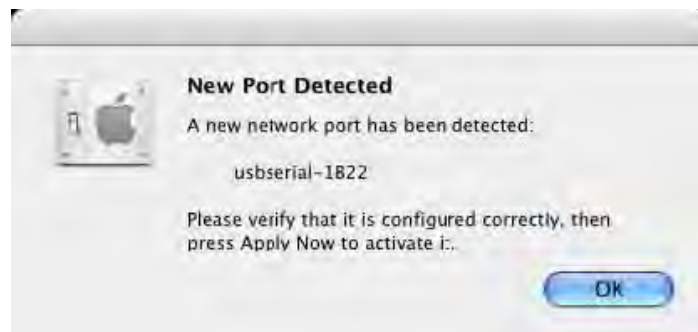 New Port Detected
A new network port has been detected:
usbserial-1822
Please verify that it is configured correctly, then
press Apply Now to activate it.
OK